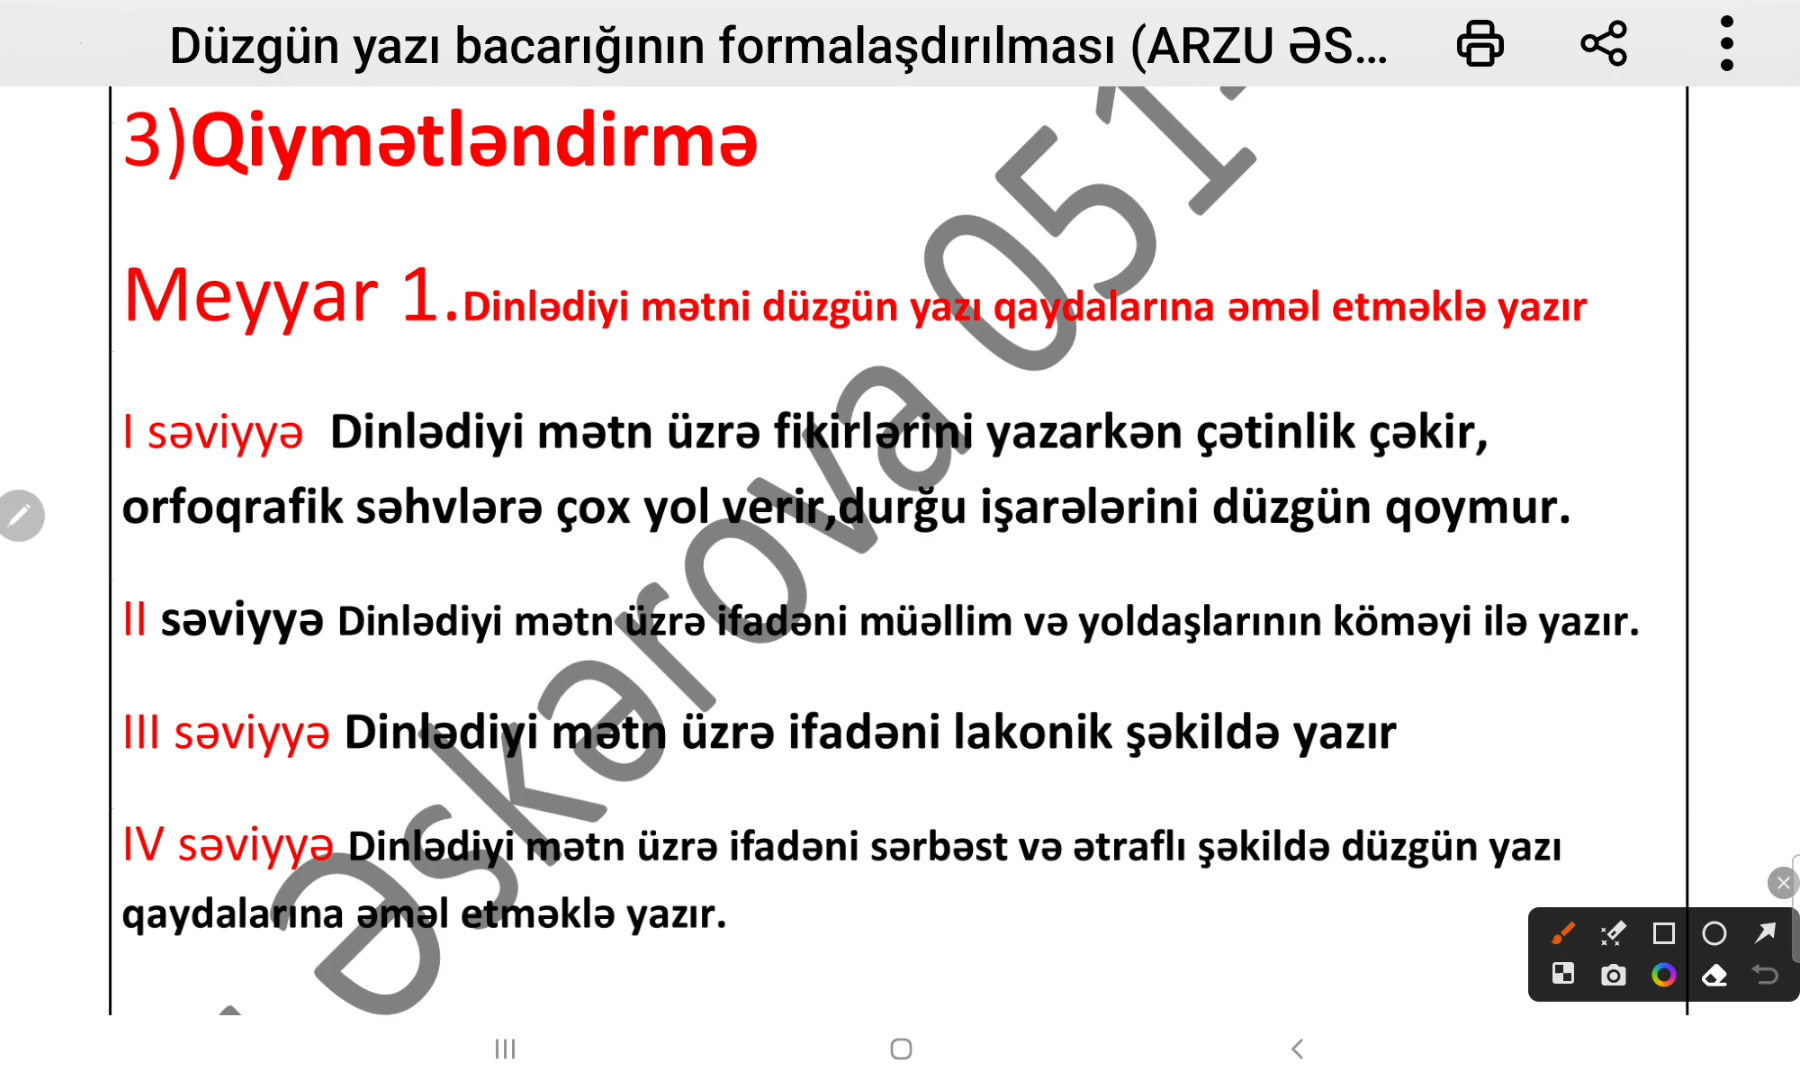 Düzgün yazı bacarığının formalaşdırılması (ARZU ƏS...
3)Qiymətləndirmə
Meyyar 1.Dinlədiyi mətni düzgün yazı qaydalarına əməl etməklə yazır
I səviyyə Dinlədiyi mətn üzrə fikirlərini yazarkən çətinlik çəkir,
orfoqrafik səhvlərə çox yol verir,durğu işarələrini düzgün qoymur.
II səviyyə Dinlədiyi mətn üzrə ifadəni müəllim və yoldaşlarının köməyi ilə yazır.
III səviyyə Dinlədiyi mətn üzrə ifadəni lakonik şəkildə yazır
IV səviyyə Dinlədiyi mətn üzrə ifadəni sərbəst və ətraflı şəkildə düzgün yazı
qaydalarına əməl etməklə yazır.
Əskərova 051-